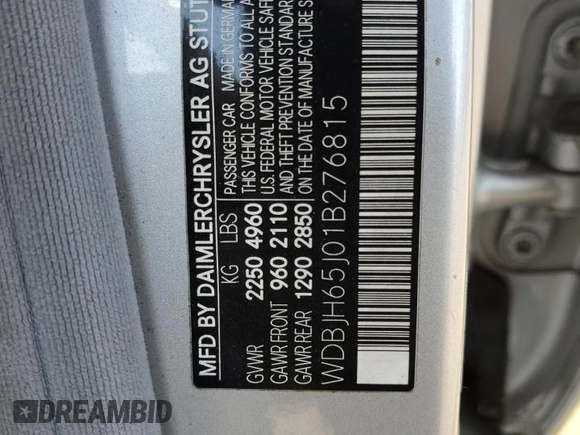 MFD BY DAIMLERCHRYSLER AG STUT
KG LBS PASSENGER CAR MADE IN GERMAN
GVWR 2250 4960 THIS VEHICLE CONFORMS TO ALL A
U.S. FEDERAL MOTOR VEHICLE SAFE
GAWR FRONT 960 2110 AND THEFT PREVENTION STANDAR
GAWR REAR 1290 2850 ON THE DATE OF MANUFACTUR
WDBJH65J01B276815
DREAMBID